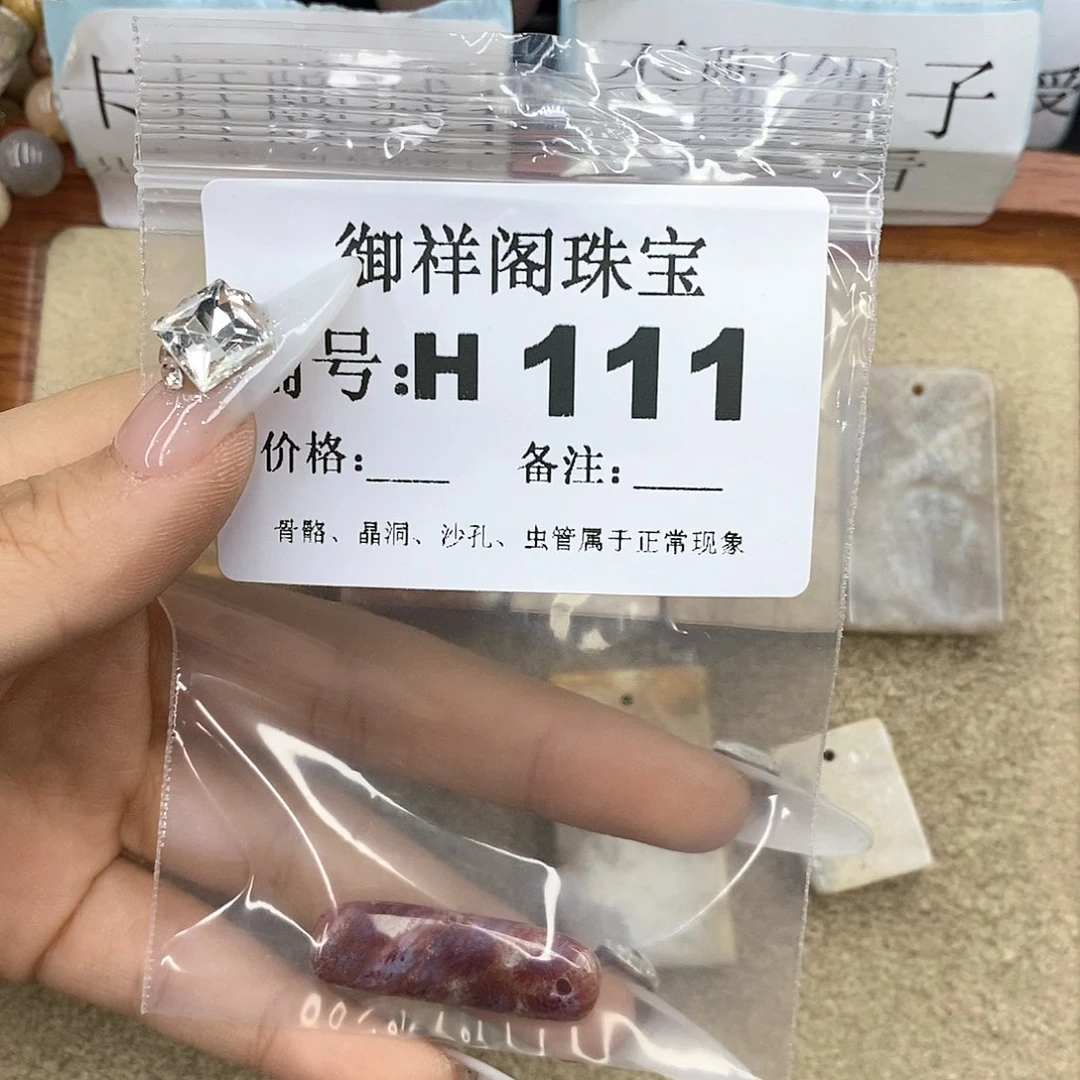 子
御祥阁珠宝
号:H 111
价格:____ 备注:____
骨骼、晶洞、沙孔、虫管属于正常现象